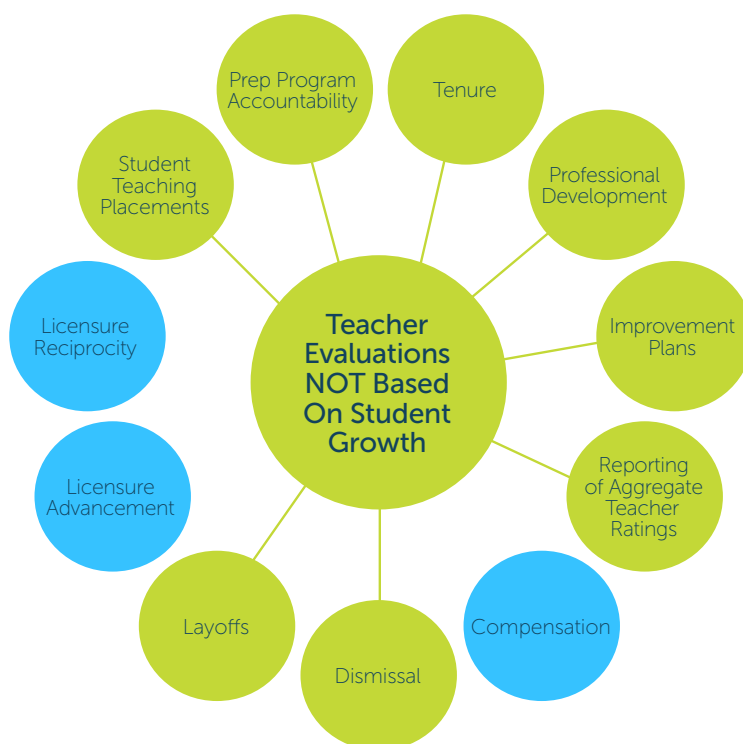 Prep Program
Accountability
Tenure
Student
Teaching
Placements
Professional
Development
Licensure
Reciprocity
Teacher
Evaluations
NOT Based
On Student
Growth
Improvement
Plans
Licensure
Advancement
Reporting
of Aggregate
Teacher
Ratings
Layoffs
Compensation
Dismissal